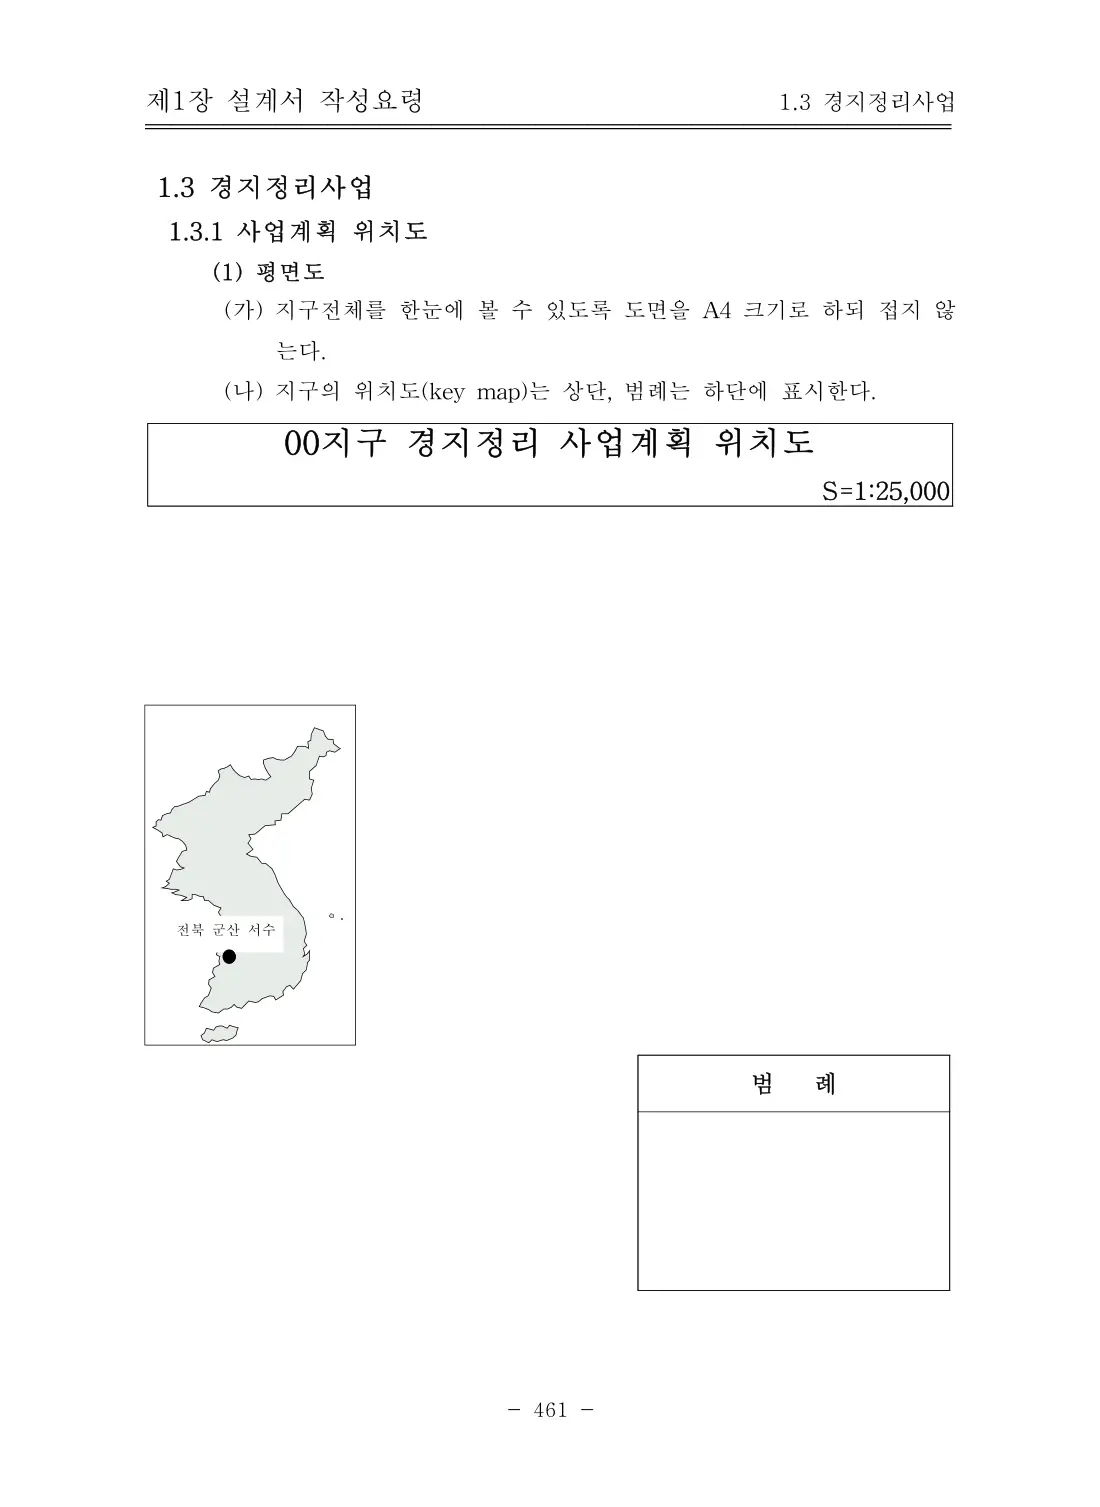 제1장 설계서 작성요령
1.3 경지정리사업
1.3 경지정리사업
1.3.1 사업계획 위치도
(1) 평면도
(가) 지구전체를 한눈에 볼 수 있도록 도면을 A4 크기로 하되 접지 않
는다.
(나) 지구의 위치도(key map)는 상단, 범례는 하단에 표시한다.
00지구 경지정리 사업계획 위치도
S=1:25,000
전북 군산 서수
범 례
- 461 -